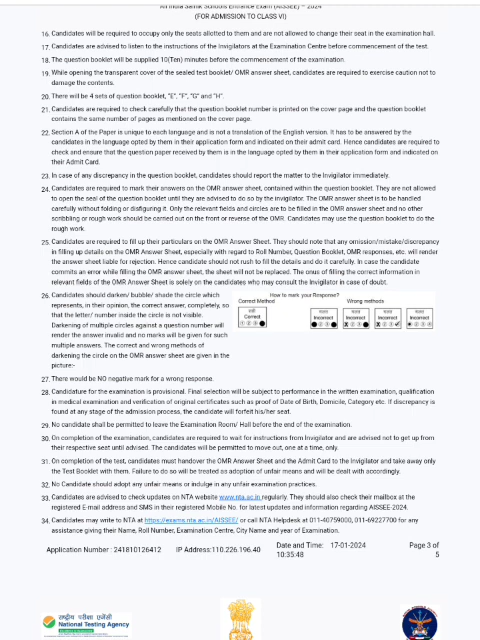 All India Sainik Schools Entrance Exam (AISSEE) – 2024
(FOR ADMISSION TO CLASS VI)
16. Candidates will be required to occupy only the seats allotted to them and are not allowed to change their seat in the examination hall.
17. Candidates are advised to listen to the instructions of the Invigilators at the Examination Centre before commencement of the test.
18. The question booklet will be supplied 10(Ten) minutes before the commencement of the examination.
19. While opening the transparent cover of the sealed test booklet/ OMR answer sheet, candidates are required to exercise caution not to
damage the contents.
20. There will be 4 sets of question booklet, "E", "F", "G" and "H".
21. Candidates are required to check carefully that the question booklet number is printed on the cover page and the question booklet
contains the same number of pages as mentioned on the cover page.
22. Section A of the Paper is unique to each language and is not a translation of the English version. It has to be answered by the
candidates in the language opted by them in their application form and indicated on their admit card. Hence candidates are required to
check and ensure that the question paper received by them is in the language opted by them in their application form and indicated on
their Admit Card.
23. In case of any discrepancy in the question booklet, candidates should report the matter to the Invigilator immediately.
24. Candidates are required to mark their answers on the OMR answer sheet, contained within the question booklet. They are not allowed
to open the seal of the question booklet until they are advised to do so by the invigilator. The OMR answer sheet is to be handled
carefully without folding or disfiguring it. Only the relevant fields and circles are to be filled in the OMR answer sheet and no other
scribbling or rough work should be carried out on the front or reverse of the OMR. Candidates may use the question booklet to do the
rough work.
25. Candidates are required to fill up their particulars on the OMR Answer Sheet. They should note that any omission/mistake/discrepancy
in filling up details on the OMR Answer Sheet, especially with regard to Roll Number, Question Booklet, OMR responses, etc. will render
the answer sheet liable for rejection. Hence candidate should not rush to fill the details and do it carefully. In case the candidate
commits an error while filling the OMR answer sheet, the sheet will not be replaced. The onus of filling the correct information in
relevant fields of the OMR Answer Sheet is solely on the candidates who may consult the Invigilator in case of doubt.
26. Candidates should darken/ bubble/ shade the circle which
represents, in their opinion, the correct answer, completely, so
that the letter/ number inside the circle is not visible.
Darkening of multiple circles against a question number will
render the answer invalid and no marks will be given for such
multiple answers. The correct and wrong methods of
darkening the circle on the OMR answer sheet are given in the
picture:-
How to mark your Response?
Correct Method Wrong methods
सही गलत गलत गलत गलत
Correct Incorrect Incorrect Incorrect Incorrect
27. There would be NO negative mark for a wrong response.
28. Candidature for the examination is provisional. Final selection will be subject to performance in the written examination, qualification
in medical examination and verification of original certificates such as proof of Date of Birth, Domicile, Category etc. If discrepancy is
found at any stage of the admission process, the candidate will forfeit his/her seat.
29. No candidate shall be permitted to leave the Examination Room/ Hall before the end of the examination.
30. On completion of the examination, candidates are required to wait for instructions from Invigilator and are advised not to get up from
their respective seat until advised. The candidates will be permitted to move out, one at a time, only.
31. On completion of the test, candidates must handover the OMR Answer Sheet and the Admit Card to the Invigilator and take away only
the Test Booklet with them. Failure to do so will be treated as adoption of unfair means and will be dealt with accordingly.
32. No Candidate should adopt any unfair means or indulge in any unfair examination practices.
33. Candidates are advised to check updates on NTA website www.nta.ac.in regularly. They should also check their mailbox at the
registered E-mail address and SMS in their registered Mobile No. for latest updates and information regarding AISSEE-2024.
34. Candidates may write to NTA at https://exams.nta.ac.in/AISSEE/ or call NTA Helpdesk at 011-40759000, 011-69227700 for any
assistance giving their Name, Roll Number, Examination Centre, City Name and year of Examination.
Application Number : 241810126412 IP Address:110.226.196.40 Date and Time: 17-01-2024 10:35:48 Page 3 of 5
राष्ट्रीय परीक्षा एजेंसी
National Testing Agency